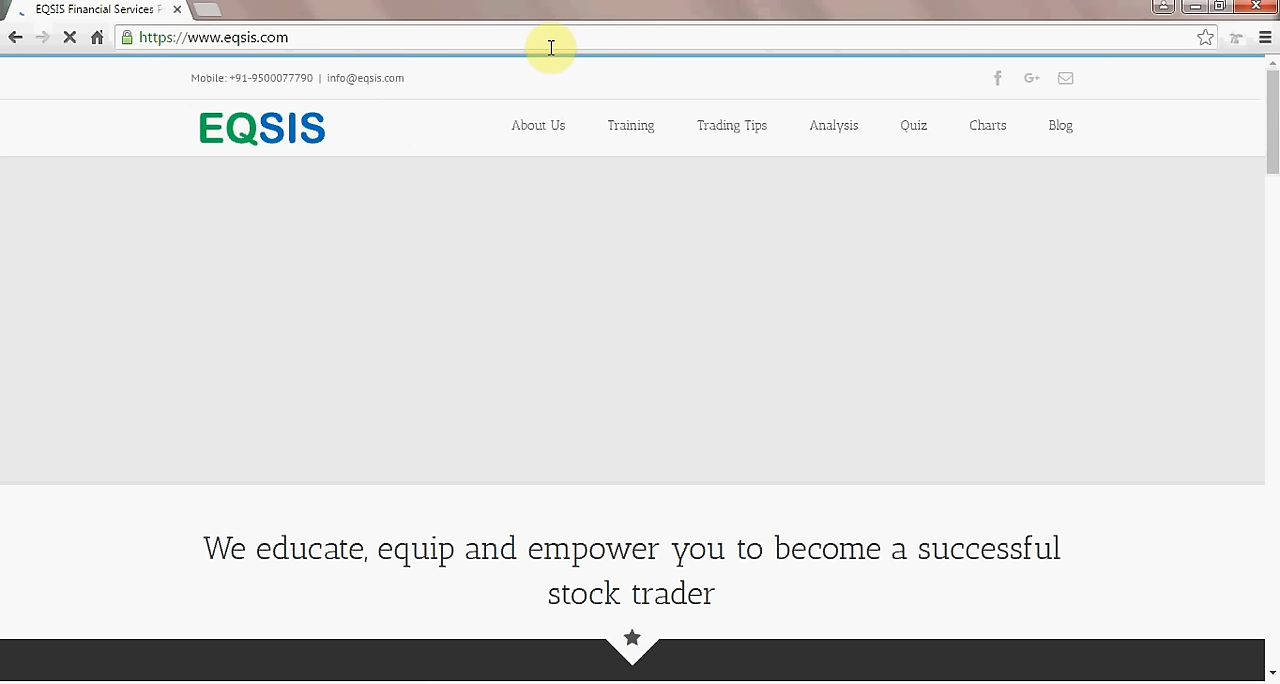 EQSIS Financial Services
https://www.eqsis.com
Mobile: +91-9500077790 | info@eqsis.com
G+
EQSIS
About Us Training Trading Tips Analysis Quiz Charts Blog
We educate, equip and empower you to become a successful
stock trader